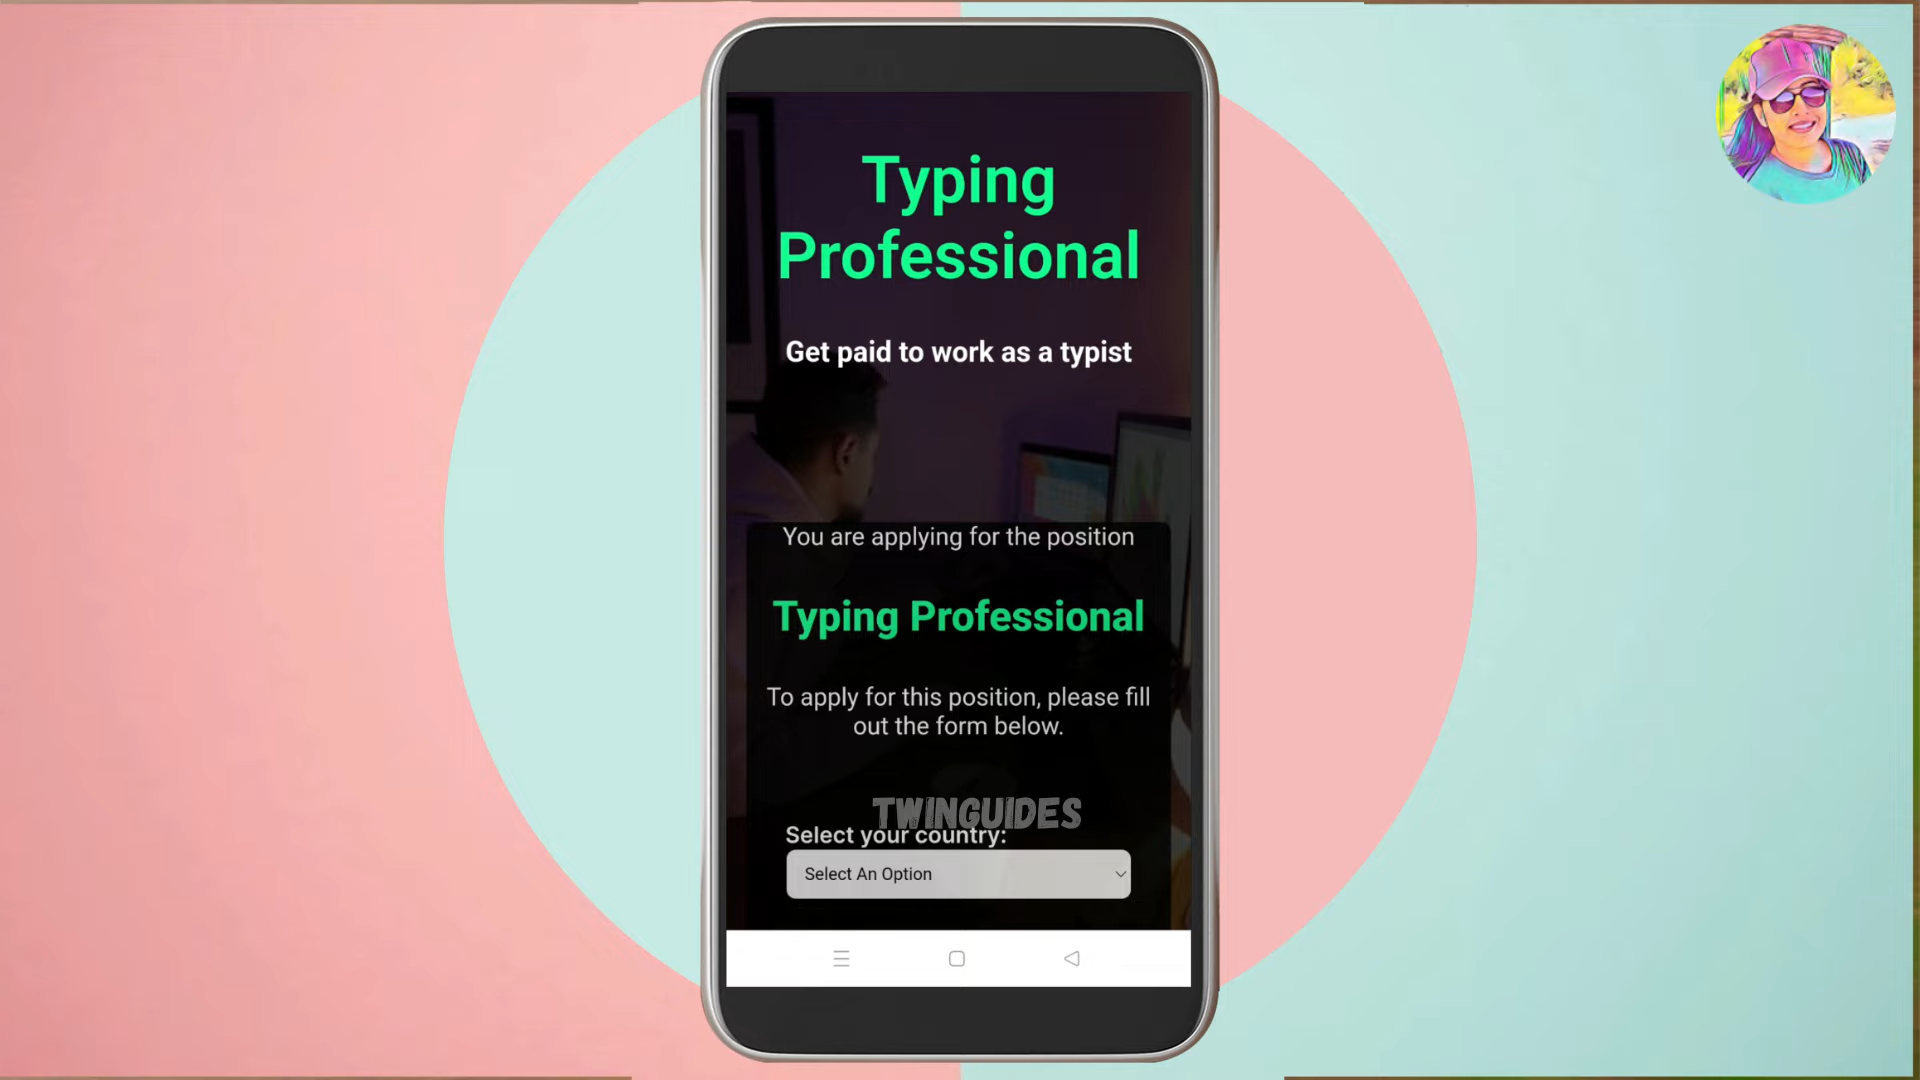 Typing
Professional
Get paid to work as a typist
You are applying for the position
Typing Professional
To apply for this position, please fill
out the form below.
TWINGUIDES
Select your country:
Select An Option